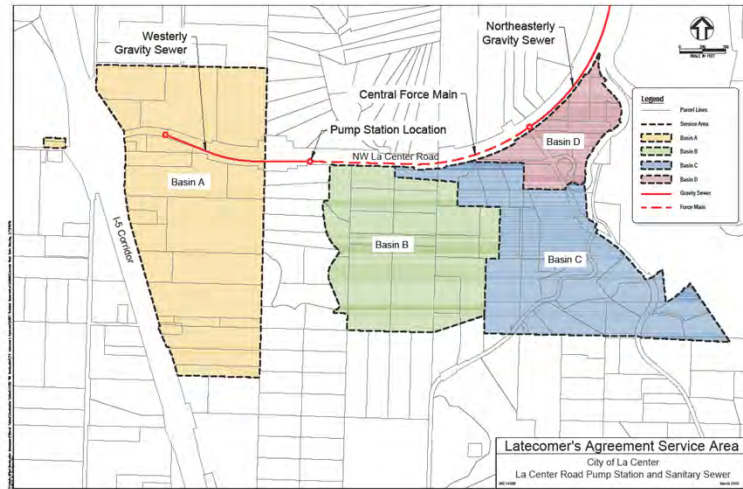 Westerly
Gravity Sewer
Northeasterly
Gravity Sewer
Central Force Main
Pump Station Location
NW La Center Road
Basin A
Basin B
Basin C
Basin D
I-5 Corridor
Legend
Parcel Lines
Service Area
Basin A
Basin B
Basin C
Basin D
Gravity Sewer
Force Main
Latecomer's Agreement Service Area
City of La Center
La Center Road Pump Station and Sanitary Sewer